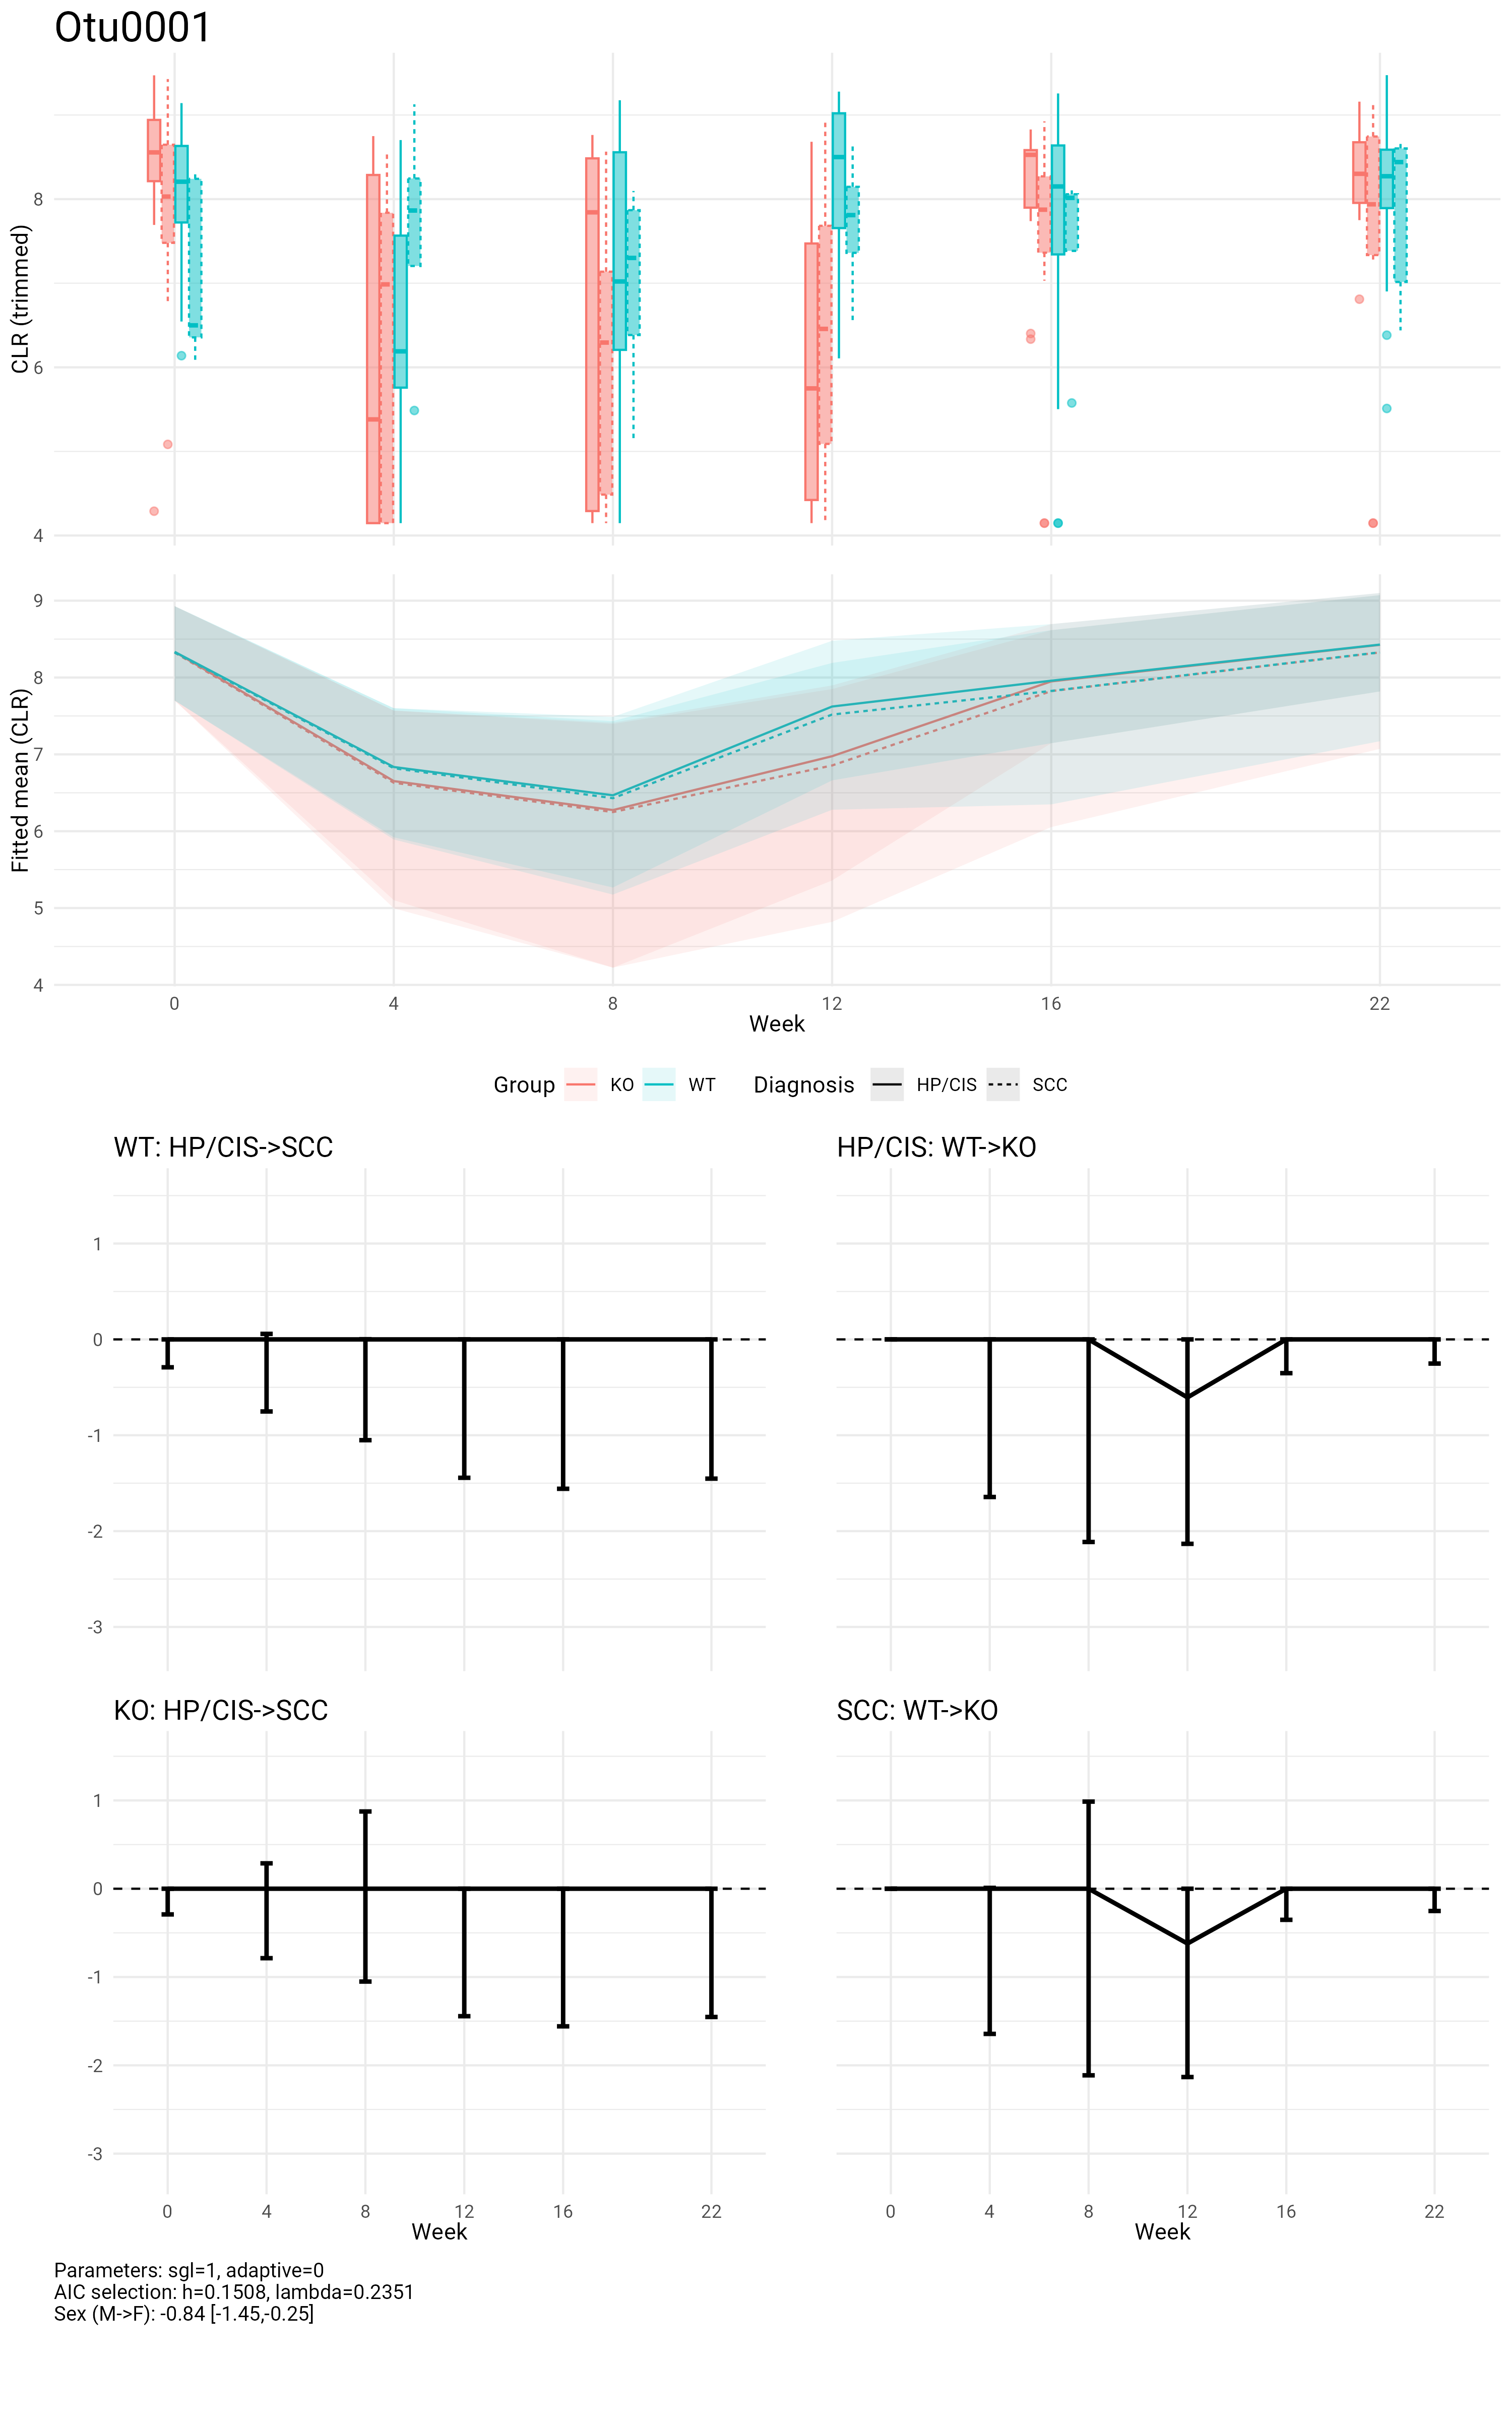 Otu0001
CLR (trimmed)
8
6
4
Fitted mean (CLR)
9
8
7
6
5
4
0 4 8 12 16 22
Week
Group KO WT Diagnosis HP/CIS SCC
WT: HP/CIS->SCC
1
0
-1
-2
-3
HP/CIS: WT->KO
KO: HP/CIS->SCC
1
0
-1
-2
-3
0 4 8 12 16 22
Week
SCC: WT->KO
0 4 8 12 16 22
Week
Parameters: sgl=1, adaptive=0
AIC selection: h=0.1508, lambda=0.2351
Sex (M->F): -0.84 [-1.45,-0.25]